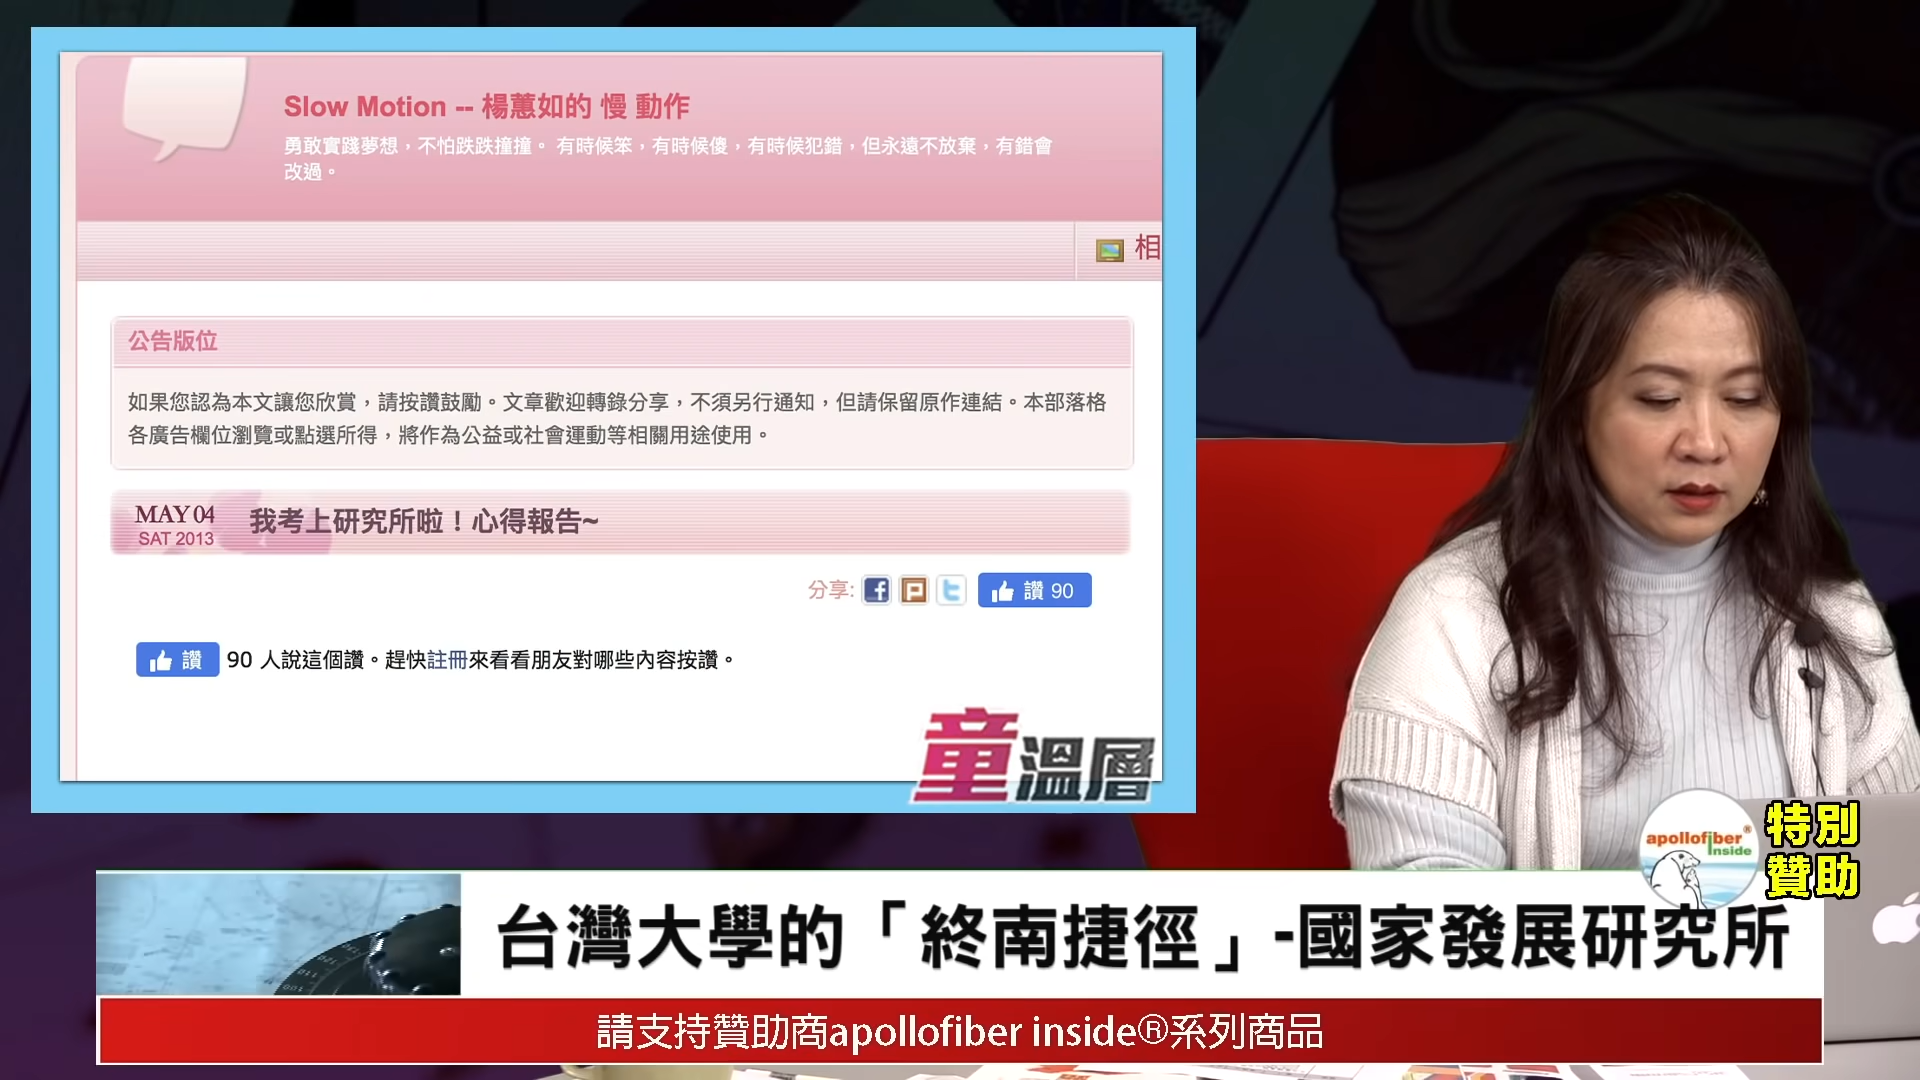 Slow Motion -- 楊蕙如的 慢 動作
勇敢實踐夢想，不怕跌跌撞撞。 有時候笨，有時候傻，有時候犯錯，但永遠不放棄，有錯會
改過。
相
公告版位
如果您認為本文讓您欣賞，請按讚鼓勵。文章歡迎轉錄分享，不須另行通知，但請保留原作連結。本部落格
各廣告欄位瀏覽或點選所得，將作為公益或社會運動等相關用途使用。
MAY 04
SAT 2013
我考上研究所啦！心得報告~
分享:
讚 90
讚 90 人說這個讚。趕快註冊來看看朋友對哪些內容按讚。
童溫層
apollofiber®
inside
特別
贊助
台灣大學的「終南捷徑」-國家發展研究所
請支持贊助商apollofiber inside®系列商品